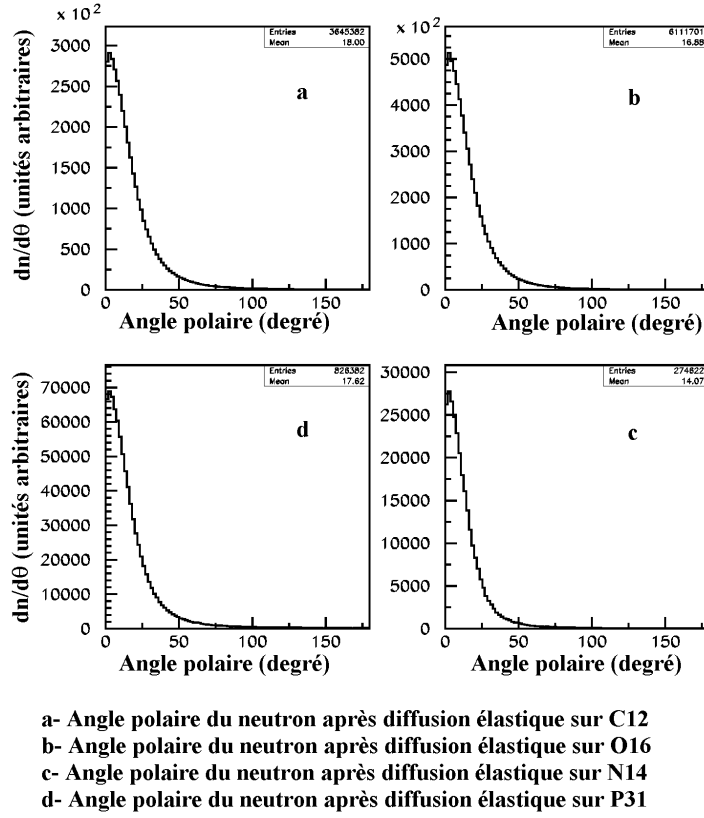 x 10²
Entries 3645382
Mean 18.00
3000
2500
2000
1500
1000
500
0
0 50 100 150
a
dn/dθ (unités arbitraires)
Angle polaire (degré)
x 10²
Entries 6111701
Mean 16.88
5000
4000
3000
2000
1000
0
0 50 100 150
b
Angle polaire (degré)
Entries 826382
Mean 17.62
70000
60000
50000
40000
30000
20000
10000
0
0 50 100 150
d
dn/dθ (unités arbitraires)
Angle polaire (degré)
Entries 274622
Mean 14.07
30000
25000
20000
15000
10000
5000
0
0 50 100 150
c
Angle polaire (degré)
a- Angle polaire du neutron après diffusion élastique sur C12
b- Angle polaire du neutron après diffusion élastique sur O16
c- Angle polaire du neutron après diffusion élastique sur N14
d- Angle polaire du neutron après diffusion élastique sur P31